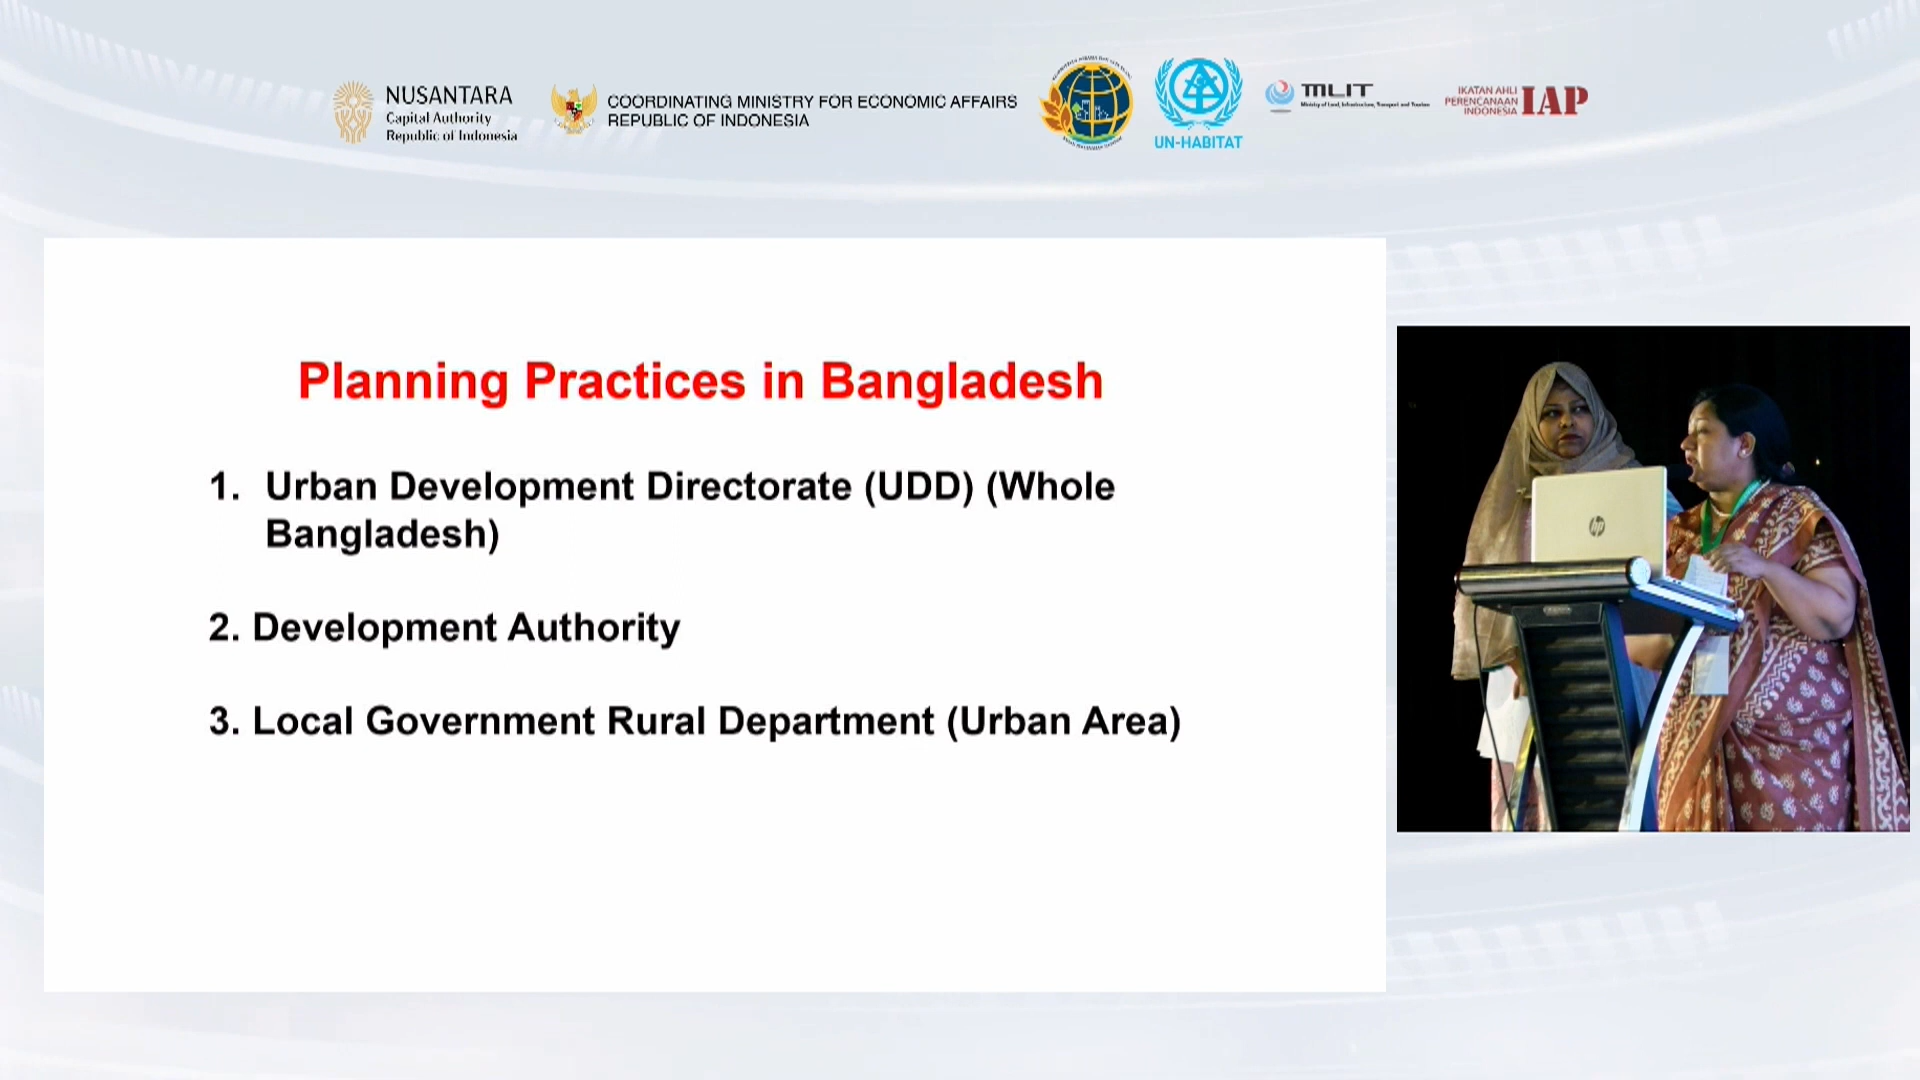 NUSANTARA
Capital Authority
Republic of Indonesia
COORDINATING MINISTRY FOR ECONOMIC AFFAIRS
REPUBLIC OF INDONESIA
UN-HABITAT
MLIT
Ministry of Land, Infrastructure, Transport and Tourism
IKATAN AHLI
PERENCANAAN
INDONESIA
IAP
Planning Practices in Bangladesh
1. Urban Development Directorate (UDD) (Whole
Bangladesh)
2. Development Authority
3. Local Government Rural Department (Urban Area)
hp